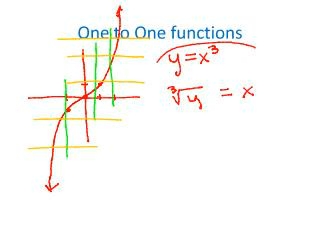 One to One functions
y = x³
∛y = x